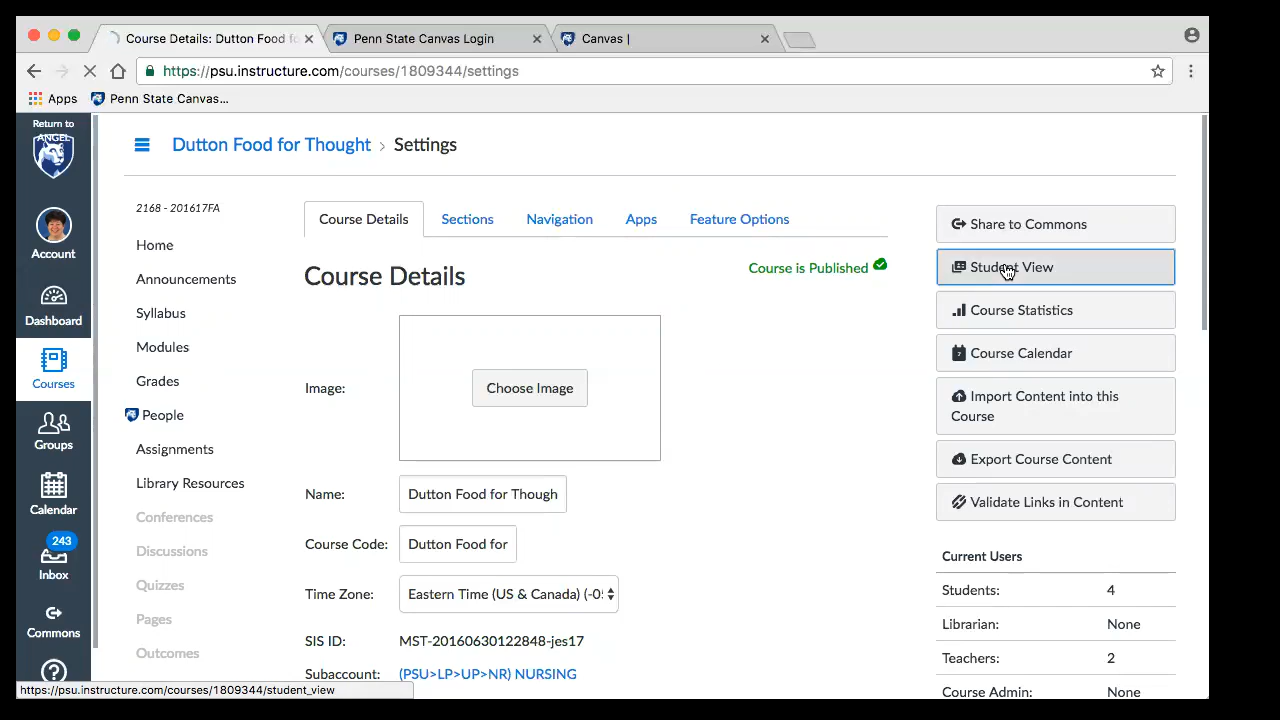 Course Details: Dutton Food fo
Penn State Canvas Login
Canvas |
https://psu.instructure.com/courses/1809344/settings
Apps
Penn State Canvas...
Return to
ANGEL
Account
Dashboard
Courses
Groups
Calendar
243
Inbox
Commons
Dutton Food for Thought > Settings
2168 - 201617FA
Home
Announcements
Syllabus
Modules
Grades
People
Assignments
Library Resources
Conferences
Discussions
Quizzes
Pages
Outcomes
Course Details
Sections
Navigation
Apps
Feature Options
Course Details
Course is Published
Image:
Choose Image
Name:
Dutton Food for Though
Course Code:
Dutton Food for
Time Zone:
Eastern Time (US & Canada) (-05
SIS ID:
MST-20160630122848-jes17
Subaccount:
(PSU>LP>UP>NR) NURSING
Share to Commons
Student View
Course Statistics
Course Calendar
Import Content into this
Course
Export Course Content
Validate Links in Content
Current Users
Students:
4
Librarian:
None
Teachers:
2
Course Admin:
None
https://psu.instructure.com/courses/1809344/student_view